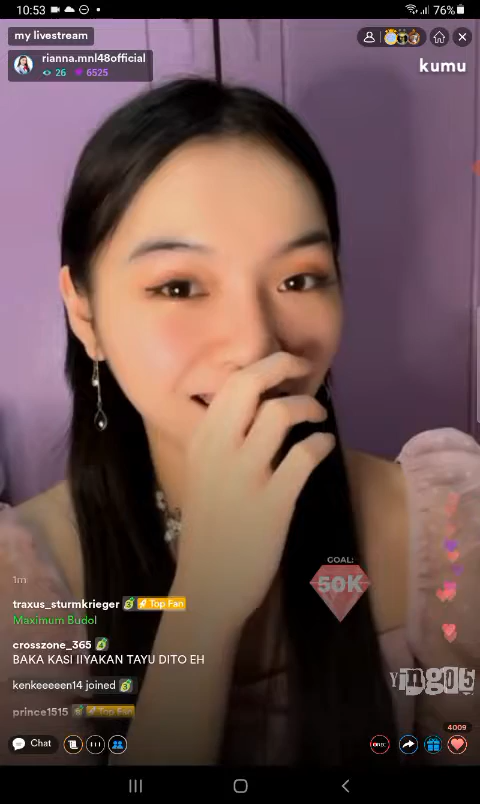 10:53
76%
my livestream
rianna.mnl48official
26 6525
kumu
GOAL:
50K
1m
traxus_sturmkrieger Top Fan
Maximum Budol
crosszone_365
BAKA KASI IIYAKAN TAYU DITO EH
kenkeeeeen14 joined
Ying05
prince1515 Top Fan
4009
Chat